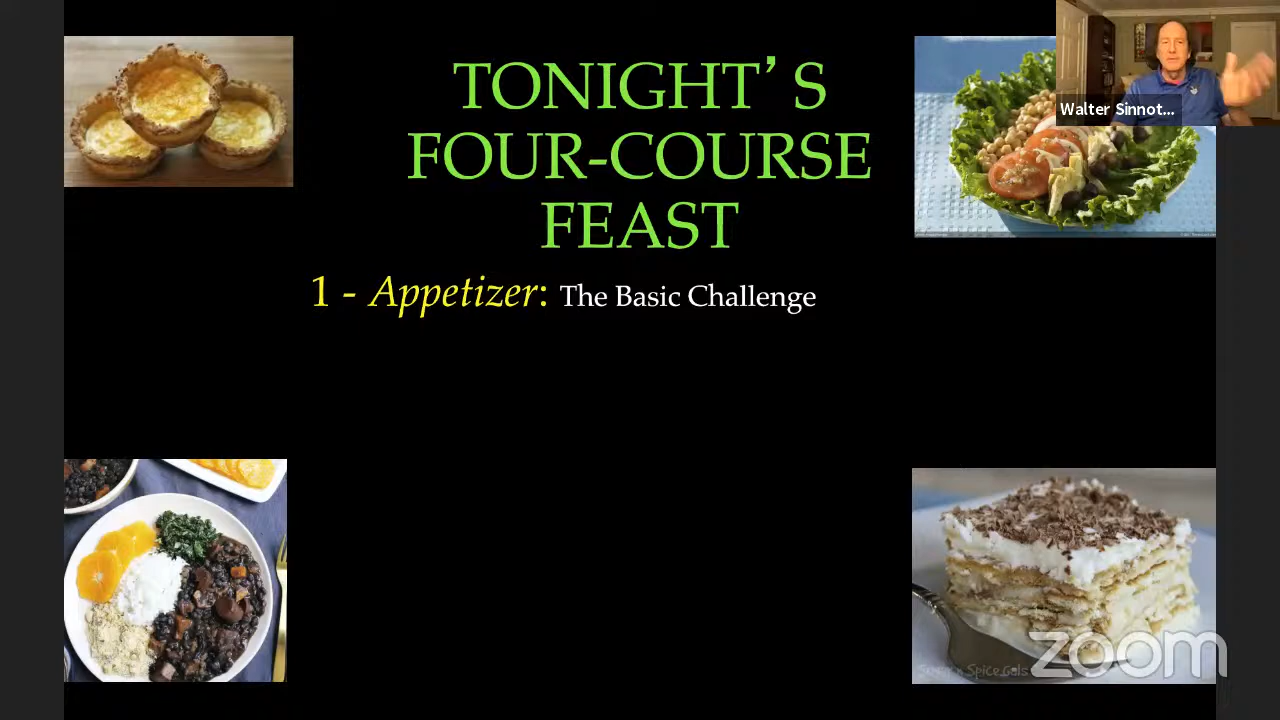 TONIGHT’S
FOUR-COURSE
FEAST
Walter Sinnot...
1 - Appetizer: The Basic Challenge
zoom